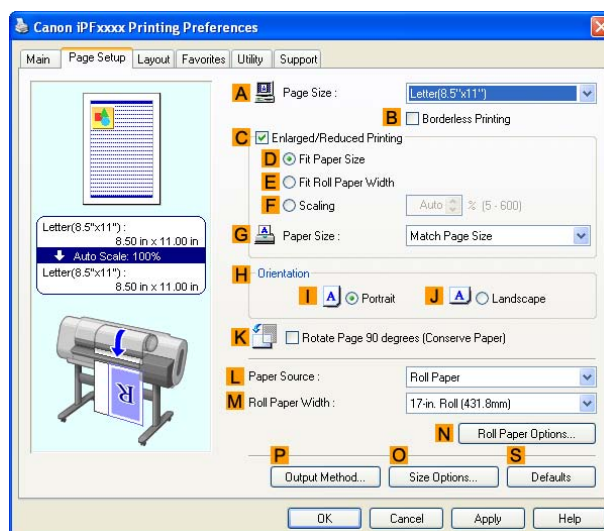 Canon iPFxxxx Printing Preferences
Main Page Setup Layout Favorites Utility Support
A Page Size : Letter(8.5"x11")
B Borderless Printing
C Enlarged/Reduced Printing
D Fit Paper Size
E Fit Roll Paper Width
F Scaling Auto % (5 - 600)
G Paper Size : Match Page Size
Letter(8.5"x11") :
8.50 in x 11.00 in
Auto Scale: 100%
Letter(8.5"x11") :
8.50 in x 11.00 in
H Orientation
I A Portrait J A Landscape
K Rotate Page 90 degrees (Conserve Paper)
R
L Paper Source : Roll Paper
M Roll Paper Width : 17-in. Roll (431.8mm)
N Roll Paper Options...
P O S
Output Method... Size Options... Defaults
OK Cancel Apply Help